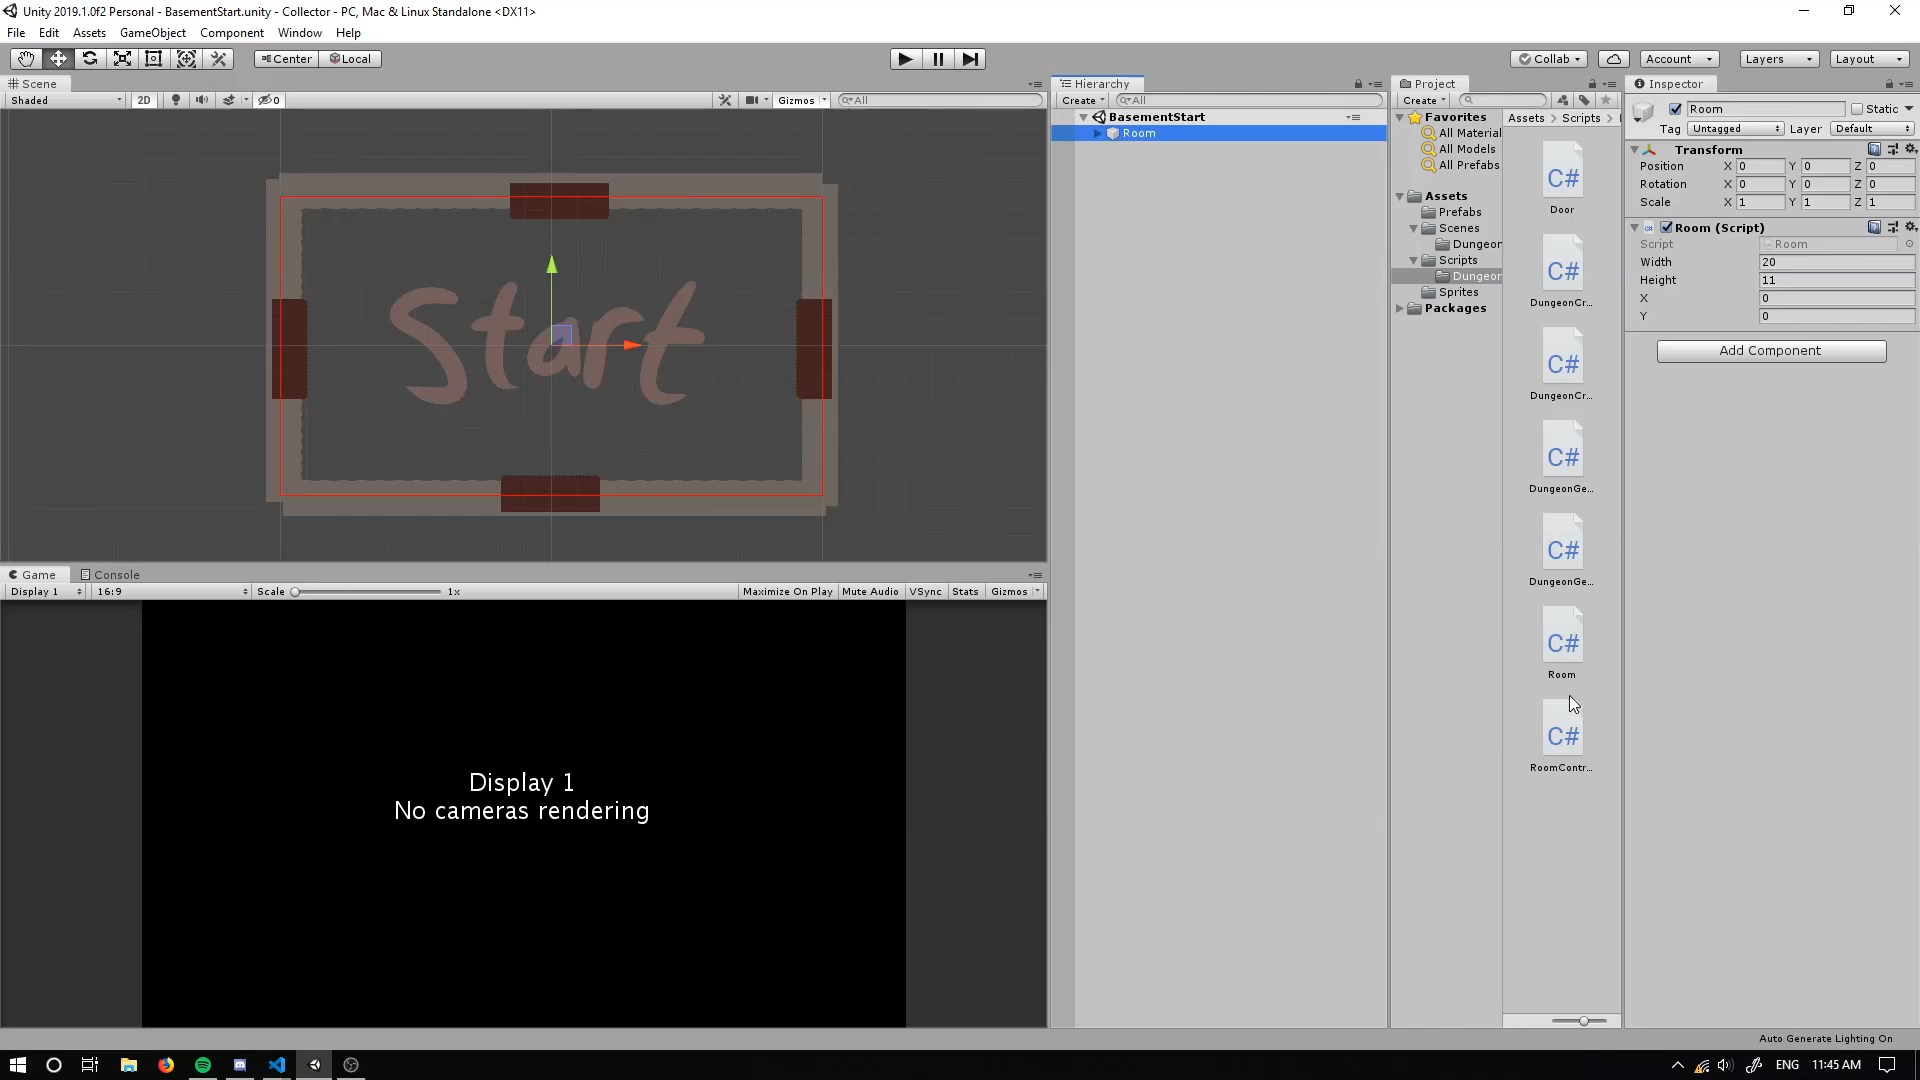 Unity 2019.1.0f2 Personal - BasementStart.unity - Collector - PC, Mac & Linux Standalone <DX11>
File Edit Assets GameObject Component Window Help
Center Local
Collab Account Layers Layout
Scene
Shaded 2D 0 Gizmos All
Start
Game Console
Display 1 16:9 Scale 1x Maximize On Play Mute Audio VSync Stats Gizmos
Display 1
No cameras rendering
Hierarchy
Create All
BasementStart
Room
Project
Create
Favorites
All Material
All Models
All Prefabs
Assets
Prefabs
Scenes
Dungeon
Scripts
Dungeon
Sprites
Packages
Assets > Scripts >
C#
Door
C#
DungeonCr...
C#
DungeonCr...
C#
DungeonGe...
C#
DungeonGe...
C#
Room
C#
RoomContr...
Inspector
Room Static
Tag Untagged Layer Default
Transform
Position X 0 Y 0 Z 0
Rotation X 0 Y 0 Z 0
Scale X 1 Y 1 Z 1
Room (Script)
Script Room
Width 20
Height 11
X 0
Y 0
Add Component
Auto Generate Lighting On
ENG 11:45 AM